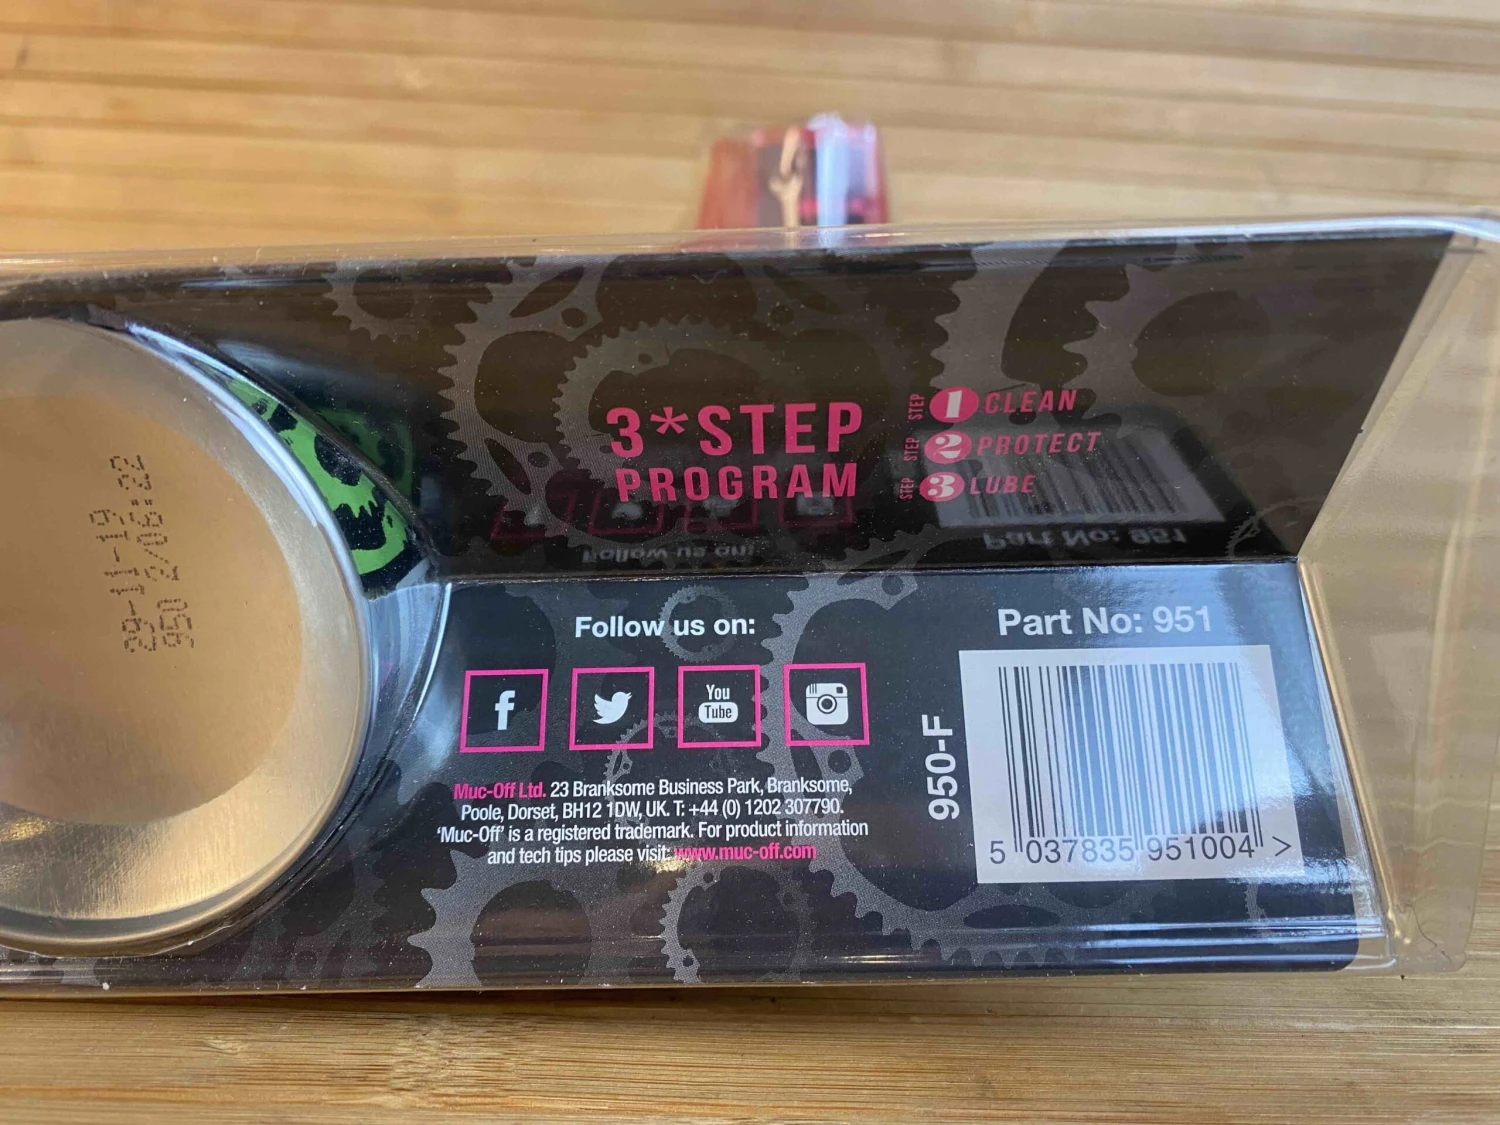 3*STEP
PROGRAM
STEP 1 CLEAN
STEP 2 PROTECT
STEP 3 LUBE
29-11-19
950 2/06:22
Follow us on:
f
You
Tube
Muc-Off Ltd. 23 Branksome Business Park, Branksome,
Poole, Dorset, BH12 1DW, UK. T: +44 (0) 1202 307790.
‘Muc-Off’ is a registered trademark. For product information
and tech tips please visit: www.muc-off.com
Part No: 951
950-F
5 037835 951004 >